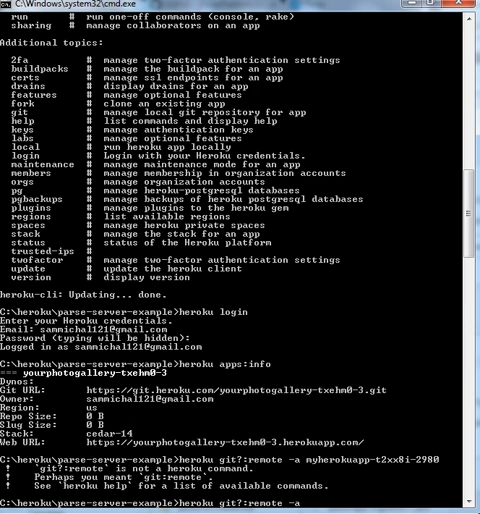 C:\Windows\system32\cmd.exe
run # run one-off commands (console, rake)
sharing # manage collaborators on an app
Additional topics:
2fa # manage two-factor authentication settings
buildpacks # manage the buildpack for an app
certs # manage ssl endpoints for an app
drains # display drains for an app
features # manage optional features
fork # clone an existing app
git # manage local git repository for app
help # list commands and display help
keys # manage authentication keys
labs # manage optional features
local # run heroku app locally
login # Login with your Heroku credentials.
maintenance # manage maintenance mode for an app
members # manage membership in organization accounts
orgs # manage organization accounts
pg # manage heroku-postgresql databases
pgbackups # manage backups of heroku postgresql databases
plugins # manage plugins to the heroku gem
regions # list available regions
spaces # manage heroku private spaces
stack # manage the stack for an app
status # status of the Heroku platform
trusted-ips #
twofactor # manage two-factor authentication settings
update # update the heroku client
version # display version
heroku-cli: Updating... done.
C:\heroku\parse-server-example>heroku login
Enter your Heroku credentials.
Email: sammichal121@gmail.com
Password (typing will be hidden):
Logged in as sammichal121@gmail.com
C:\heroku\parse-server-example>heroku apps:info
=== yourphotogallery-txehm0-3
Dynos:
Git URL: https://git.heroku.com/yourphotogallery-txehm0-3.git
Owner: sammichal121@gmail.com
Region: us
Repo Size: 0 B
Slug Size: 0 B
Stack: cedar-14
Web URL: https://yourphotogallery-txehm0-3.herokuapp.com/
C:\heroku\parse-server-example>heroku git?:remote -a myherokuapp-t2xx8i-2980
! `git?:remote` is not a heroku command.
! Perhaps you meant `git:remote`.
! See `heroku help` for a list of available commands.
C:\heroku\parse-server-example>heroku git?:remote -a